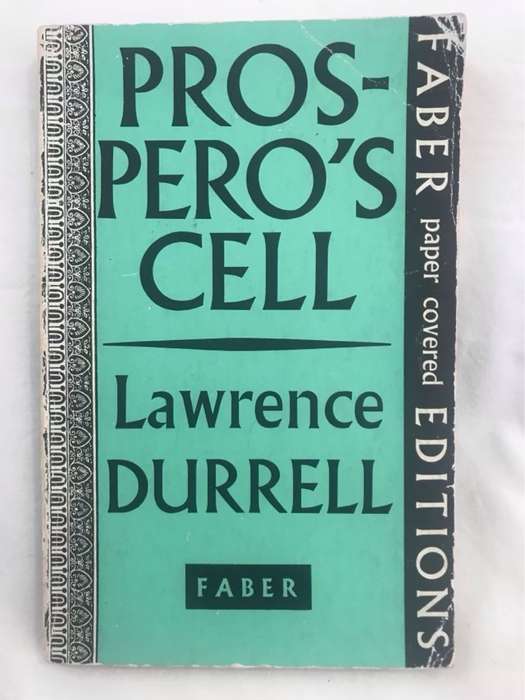 PROS-
PERO'S
CELL
Lawrence
DURRELL
FABER
FABER paper covered EDITIONS